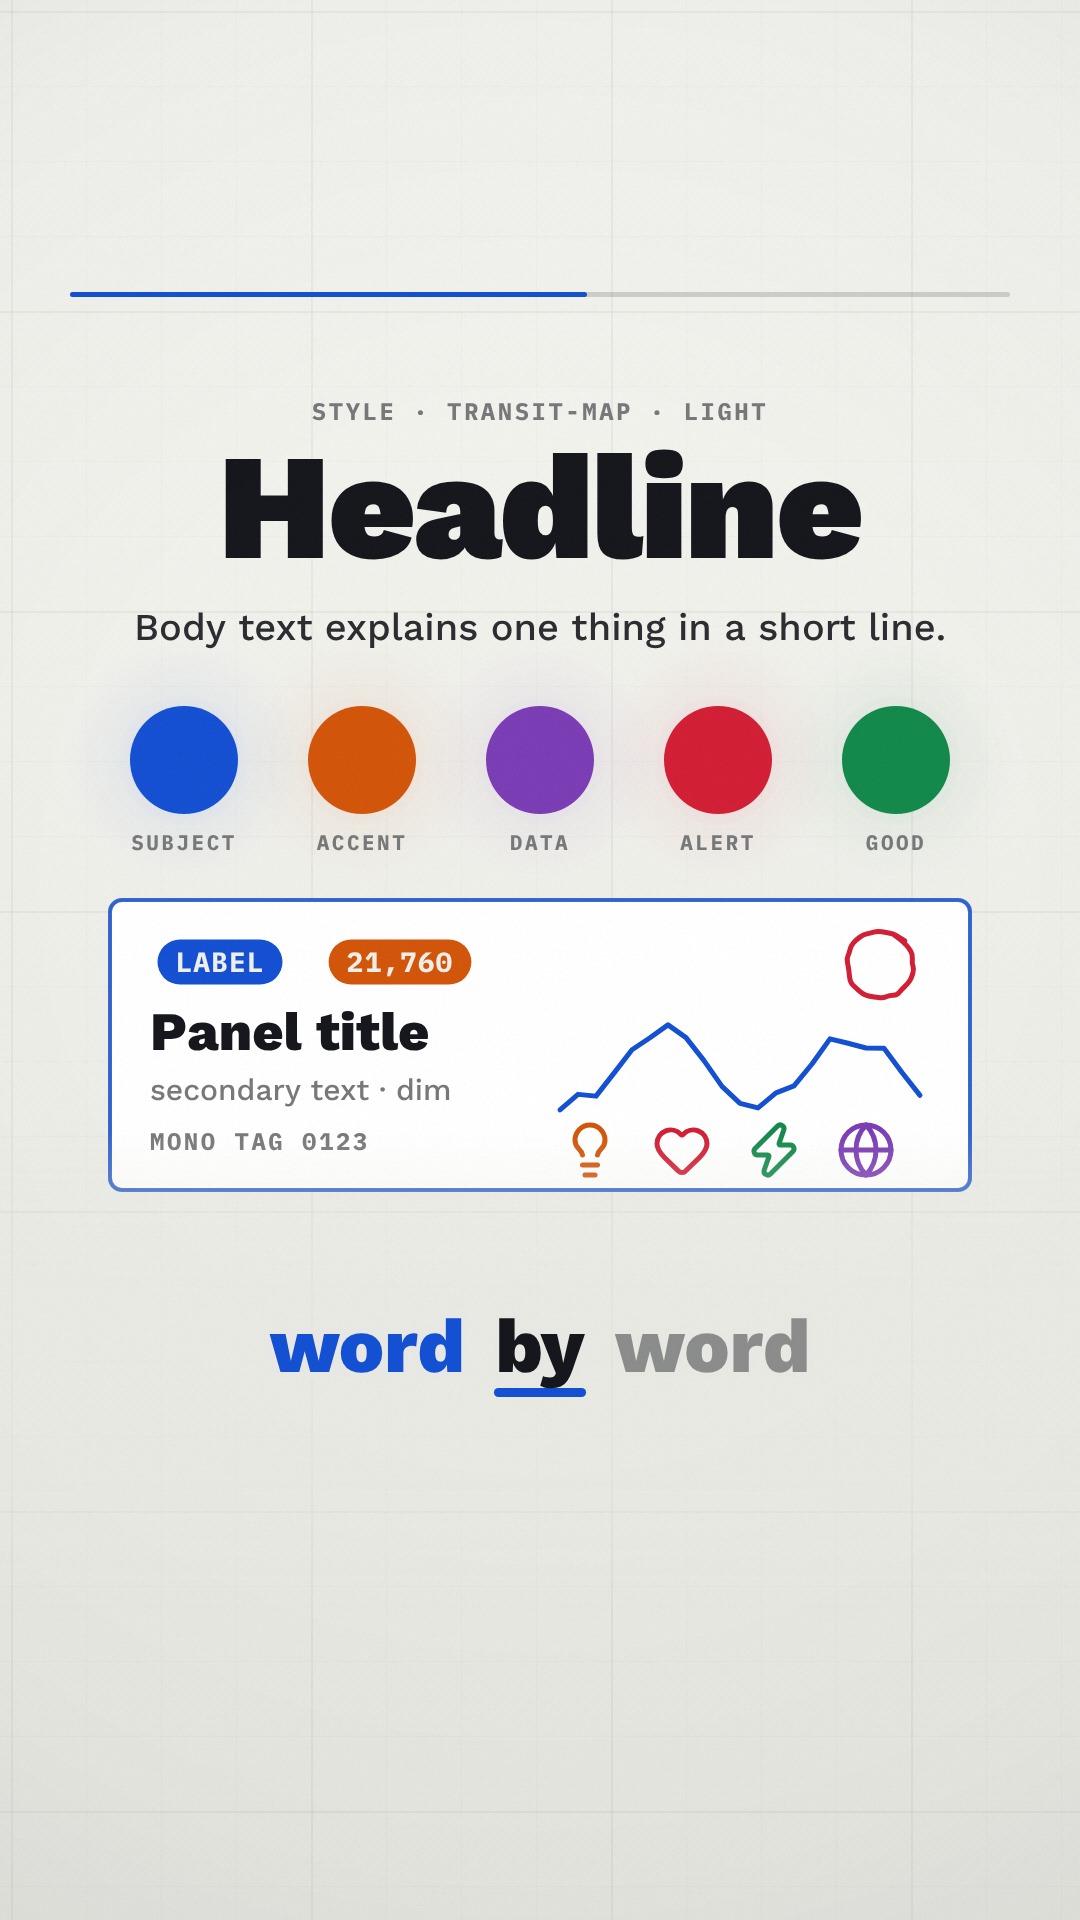 STYLE · TRANSIT-MAP · LIGHT
Headline
Body text explains one thing in a short line.
SUBJECT ACCENT DATA ALERT GOOD
LABEL 21,760
Panel title
secondary text · dim
MONO TAG 0123
word by word